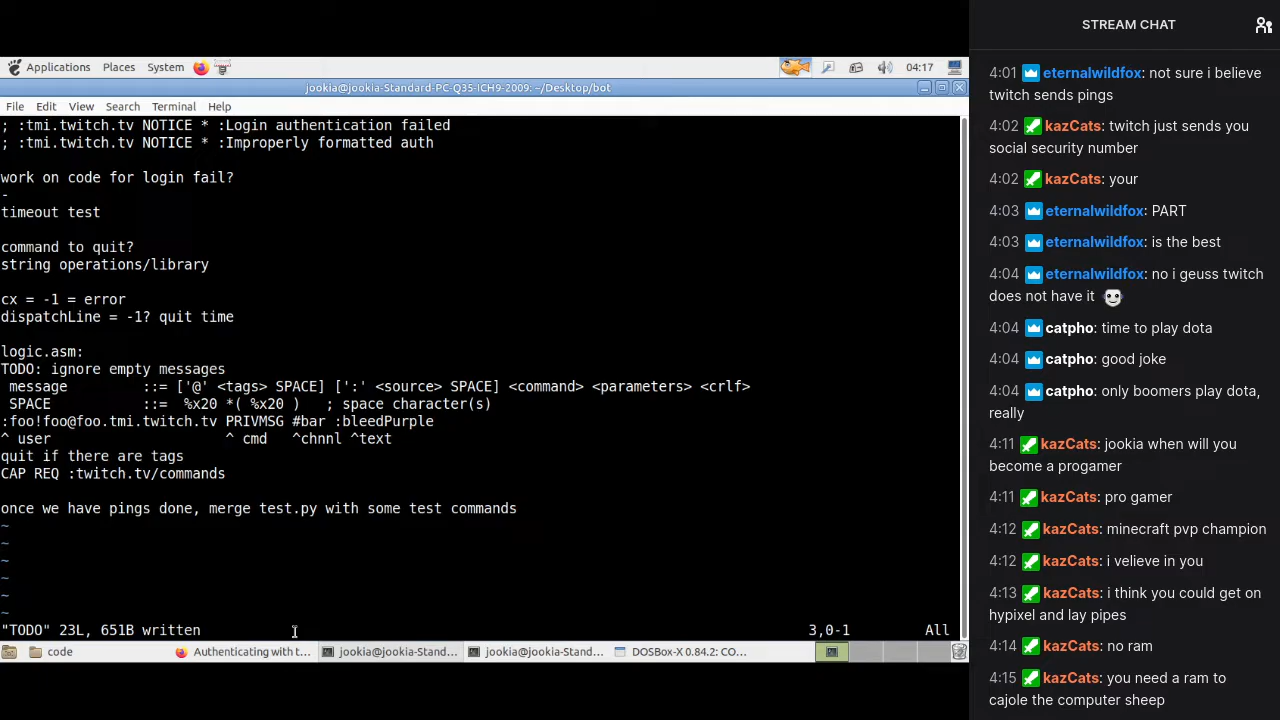 Applications Places System 04:17
jookia@jookia-Standard-PC-Q35-ICH9-2009: ~/Desktop/bot
File Edit View Search Terminal Help
; :tmi.twitch.tv NOTICE * :Login authentication failed
; :tmi.twitch.tv NOTICE * :Improperly formatted auth
work on code for login fail?
-
timeout test
command to quit?
string operations/library
cx = -1 = error
dispatchLine = -1? quit time
logic.asm:
TODO: ignore empty messages
message ::= ['@' <tags> SPACE] [':' <source> SPACE] <command> <parameters> <crlf>
SPACE ::= %x20 *( %x20 ) ; space character(s)
:foo!foo@foo.tmi.twitch.tv PRIVMSG #bar :bleedPurple
^ user ^ cmd ^chnnl ^text
quit if there are tags
CAP REQ :twitch.tv/commands
once we have pings done, merge test.py with some test commands
~
~
~
~
~
~
"TODO" 23L, 651B written 3,0-1 All
code Authenticating with t... jookia@jookia-Stand... jookia@jookia-Stand... DOSBox-X 0.84.2: CO...
STREAM CHAT
4:01 eternalwildfox: not sure i believe
twitch sends pings
4:02 kazCats: twitch just sends you
social security number
4:02 kazCats: your
4:03 eternalwildfox: PART
4:03 eternalwildfox: is the best
4:04 eternalwildfox: no i geuss twitch
does not have it
4:04 catpho: time to play dota
4:04 catpho: good joke
4:04 catpho: only boomers play dota,
really
4:11 kazCats: jookia when will you
become a progamer
4:11 kazCats: pro gamer
4:12 kazCats: minecraft pvp champion
4:12 kazCats: i velieve in you
4:13 kazCats: i think you could get on
hypixel and lay pipes
4:14 kazCats: no ram
4:15 kazCats: you need a ram to
cajole the computer sheep